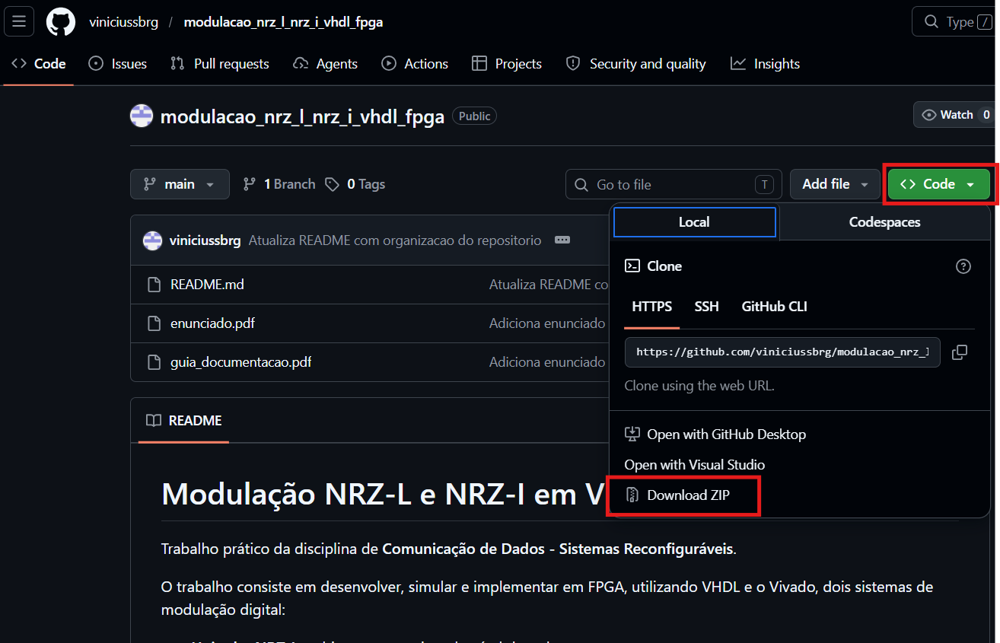 viniciussbrg / modulacao_nrz_l_nrz_i_vhdl_fpga
Type /
Code Issues Pull requests Agents Actions Projects Security and quality Insights
modulacao_nrz_l_nrz_i_vhdl_fpga Public
Watch 0
main 1 Branch 0 Tags
Go to file T
Add file
Code
Local Codespaces
viniciussbrg Atualiza README com organizacao do repositorio
README.md Atualiza README co
enunciado.pdf Adiciona enunciado
guia_documentacao.pdf Adiciona enunciado
Clone
HTTPS SSH GitHub CLI
https://github.com/viniciussbrg/modulacao_nrz_l
Clone using the web URL.
Open with GitHub Desktop
Open with Visual Studio
Download ZIP
README
Modulação NRZ-L e NRZ-I em V
Trabalho prático da disciplina de Comunicação de Dados - Sistemas Reconfiguráveis.
O trabalho consiste em desenvolver, simular e implementar em FPGA, utilizando VHDL e o Vivado, dois sistemas de
modulação digital: